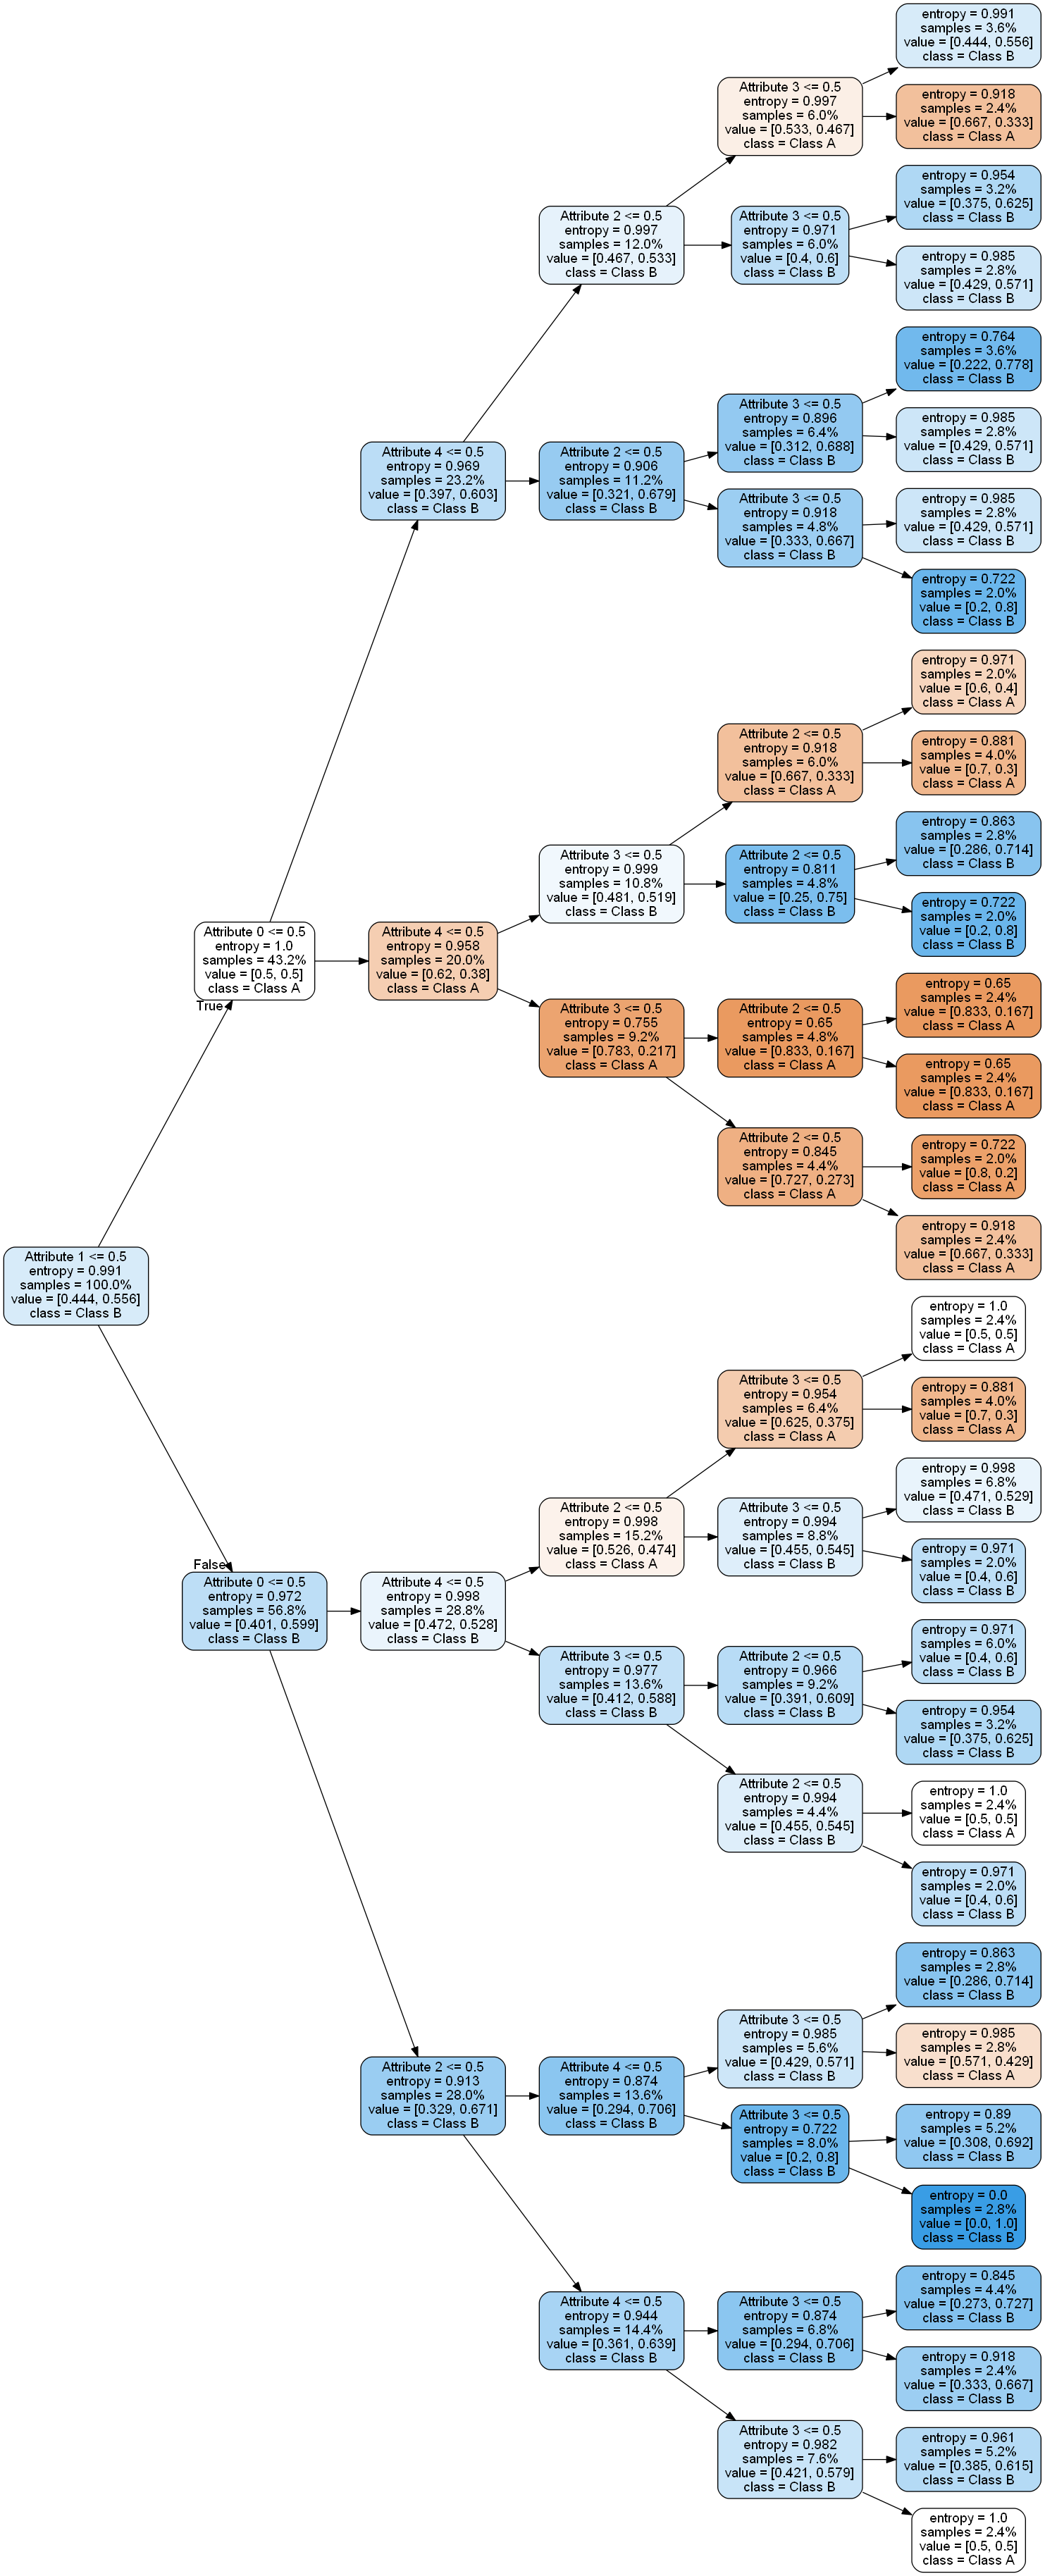 entropy = 0.991
samples = 3.6%
value = [0.444, 0.556]
class = Class B
Attribute 3 <= 0.5
entropy = 0.997
samples = 6.0%
value = [0.533, 0.467]
class = Class A
entropy = 0.918
samples = 2.4%
value = [0.667, 0.333]
class = Class A
entropy = 0.954
samples = 3.2%
value = [0.375, 0.625]
class = Class B
Attribute 2 <= 0.5
entropy = 0.997
samples = 12.0%
value = [0.467, 0.533]
class = Class B
Attribute 3 <= 0.5
entropy = 0.971
samples = 6.0%
value = [0.4, 0.6]
class = Class B
entropy = 0.985
samples = 2.8%
value = [0.429, 0.571]
class = Class B
entropy = 0.764
samples = 3.6%
value = [0.222, 0.778]
class = Class B
Attribute 3 <= 0.5
entropy = 0.896
samples = 6.4%
value = [0.312, 0.688]
class = Class B
entropy = 0.985
samples = 2.8%
value = [0.429, 0.571]
class = Class B
Attribute 4 <= 0.5
entropy = 0.969
samples = 23.2%
value = [0.397, 0.603]
class = Class B
Attribute 2 <= 0.5
entropy = 0.906
samples = 11.2%
value = [0.321, 0.679]
class = Class B
Attribute 3 <= 0.5
entropy = 0.918
samples = 4.8%
value = [0.333, 0.667]
class = Class B
entropy = 0.985
samples = 2.8%
value = [0.429, 0.571]
class = Class B
entropy = 0.722
samples = 2.0%
value = [0.2, 0.8]
class = Class B
entropy = 0.971
samples = 2.0%
value = [0.6, 0.4]
class = Class A
Attribute 2 <= 0.5
entropy = 0.918
samples = 6.0%
value = [0.667, 0.333]
class = Class A
entropy = 0.881
samples = 4.0%
value = [0.7, 0.3]
class = Class A
entropy = 0.863
samples = 2.8%
value = [0.286, 0.714]
class = Class B
Attribute 3 <= 0.5
entropy = 0.999
samples = 10.8%
value = [0.481, 0.519]
class = Class B
Attribute 2 <= 0.5
entropy = 0.811
samples = 4.8%
value = [0.25, 0.75]
class = Class B
entropy = 0.722
samples = 2.0%
value = [0.2, 0.8]
class = Class B
Attribute 0 <= 0.5
entropy = 1.0
samples = 43.2%
value = [0.5, 0.5]
class = Class A
True
Attribute 4 <= 0.5
entropy = 0.958
samples = 20.0%
value = [0.62, 0.38]
class = Class A
entropy = 0.65
samples = 2.4%
value = [0.833, 0.167]
class = Class A
Attribute 3 <= 0.5
entropy = 0.755
samples = 9.2%
value = [0.783, 0.217]
class = Class A
Attribute 2 <= 0.5
entropy = 0.65
samples = 4.8%
value = [0.833, 0.167]
class = Class A
entropy = 0.65
samples = 2.4%
value = [0.833, 0.167]
class = Class A
Attribute 2 <= 0.5
entropy = 0.845
samples = 4.4%
value = [0.727, 0.273]
class = Class A
entropy = 0.722
samples = 2.0%
value = [0.8, 0.2]
class = Class A
entropy = 0.918
samples = 2.4%
value = [0.667, 0.333]
class = Class A
Attribute 1 <= 0.5
entropy = 0.991
samples = 100.0%
value = [0.444, 0.556]
class = Class B
entropy = 1.0
samples = 2.4%
value = [0.5, 0.5]
class = Class A
Attribute 3 <= 0.5
entropy = 0.954
samples = 6.4%
value = [0.625, 0.375]
class = Class A
entropy = 0.881
samples = 4.0%
value = [0.7, 0.3]
class = Class A
entropy = 0.998
samples = 6.8%
value = [0.471, 0.529]
class = Class B
Attribute 2 <= 0.5
entropy = 0.998
samples = 15.2%
value = [0.526, 0.474]
class = Class A
Attribute 3 <= 0.5
entropy = 0.994
samples = 8.8%
value = [0.455, 0.545]
class = Class B
entropy = 0.971
samples = 2.0%
value = [0.4, 0.6]
class = Class B
False
Attribute 0 <= 0.5
entropy = 0.972
samples = 56.8%
value = [0.401, 0.599]
class = Class B
Attribute 4 <= 0.5
entropy = 0.998
samples = 28.8%
value = [0.472, 0.528]
class = Class B
entropy = 0.971
samples = 6.0%
value = [0.4, 0.6]
class = Class B
Attribute 3 <= 0.5
entropy = 0.977
samples = 13.6%
value = [0.412, 0.588]
class = Class B
Attribute 2 <= 0.5
entropy = 0.966
samples = 9.2%
value = [0.391, 0.609]
class = Class B
entropy = 0.954
samples = 3.2%
value = [0.375, 0.625]
class = Class B
Attribute 2 <= 0.5
entropy = 0.994
samples = 4.4%
value = [0.455, 0.545]
class = Class B
entropy = 1.0
samples = 2.4%
value = [0.5, 0.5]
class = Class A
entropy = 0.971
samples = 2.0%
value = [0.4, 0.6]
class = Class B
entropy = 0.863
samples = 2.8%
value = [0.286, 0.714]
class = Class B
Attribute 3 <= 0.5
entropy = 0.985
samples = 5.6%
value = [0.429, 0.571]
class = Class B
entropy = 0.985
samples = 2.8%
value = [0.571, 0.429]
class = Class A
Attribute 2 <= 0.5
entropy = 0.913
samples = 28.0%
value = [0.329, 0.671]
class = Class B
Attribute 4 <= 0.5
entropy = 0.874
samples = 13.6%
value = [0.294, 0.706]
class = Class B
Attribute 3 <= 0.5
entropy = 0.722
samples = 8.0%
value = [0.2, 0.8]
class = Class B
entropy = 0.89
samples = 5.2%
value = [0.308, 0.692]
class = Class B
entropy = 0.0
samples = 2.8%
value = [0.0, 1.0]
class = Class B
entropy = 0.845
samples = 4.4%
value = [0.273, 0.727]
class = Class B
Attribute 4 <= 0.5
entropy = 0.944
samples = 14.4%
value = [0.361, 0.639]
class = Class B
Attribute 3 <= 0.5
entropy = 0.874
samples = 6.8%
value = [0.294, 0.706]
class = Class B
entropy = 0.918
samples = 2.4%
value = [0.333, 0.667]
class = Class B
Attribute 3 <= 0.5
entropy = 0.982
samples = 7.6%
value = [0.421, 0.579]
class = Class B
entropy = 0.961
samples = 5.2%
value = [0.385, 0.615]
class = Class B
entropy = 1.0
samples = 2.4%
value = [0.5, 0.5]
class = Class A